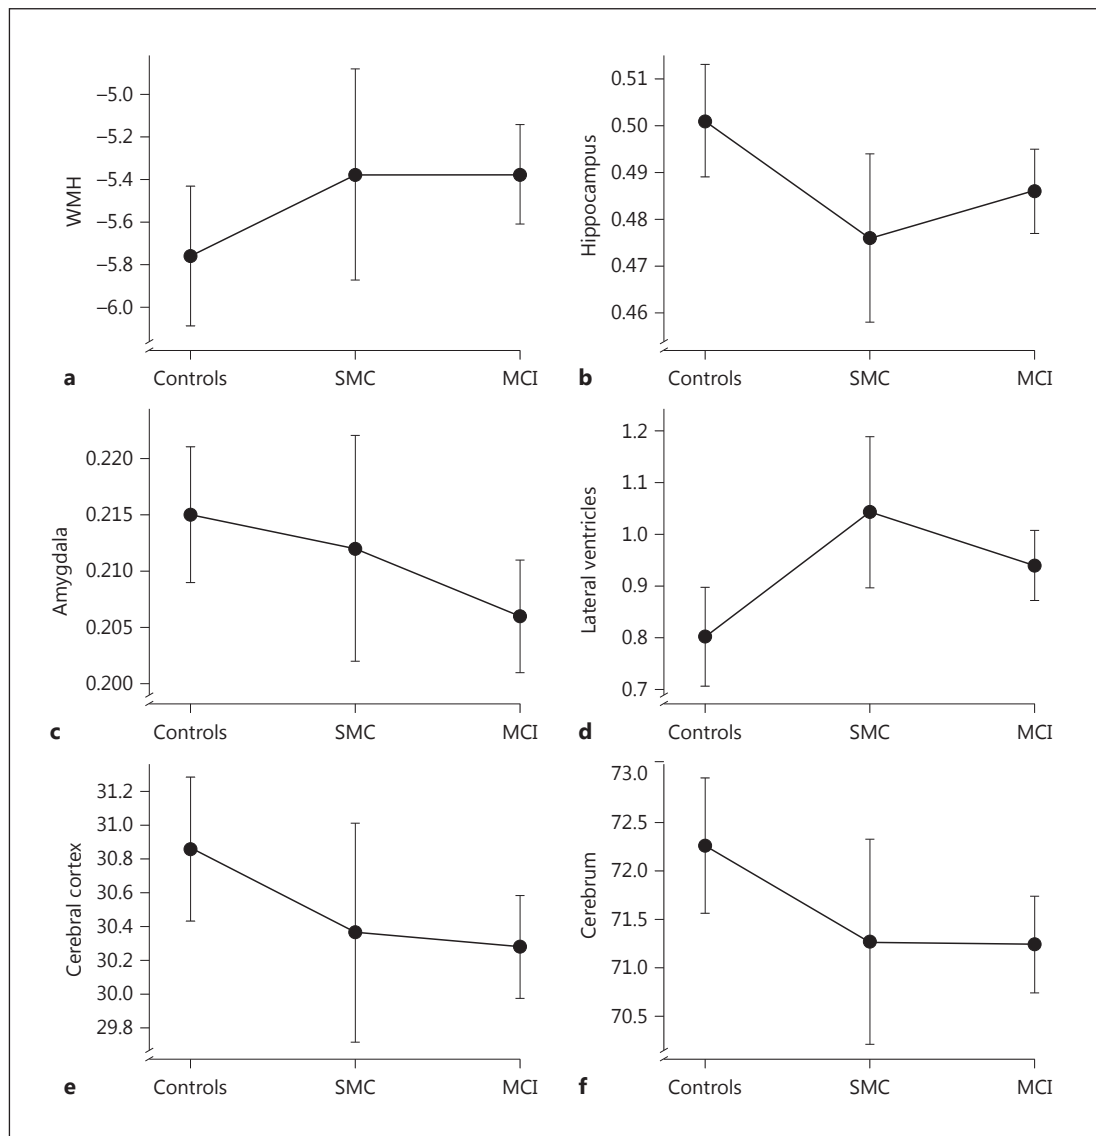 WMH
–5.0
–5.2
–5.4
–5.6
–5.8
–6.0
a
Controls SMC MCI
Hippocampus
0.51
0.50
0.49
0.48
0.47
0.46
b
Controls SMC MCI
Amygdala
0.220
0.215
0.210
0.205
0.200
c
Controls SMC MCI
Lateral ventricles
1.2
1.1
1.0
0.9
0.8
0.7
d
Controls SMC MCI
Cerebral cortex
31.2
31.0
30.8
30.6
30.4
30.2
30.0
29.8
e
Controls SMC MCI
Cerebrum
73.0
72.5
72.0
71.5
71.0
70.5
f
Controls SMC MCI